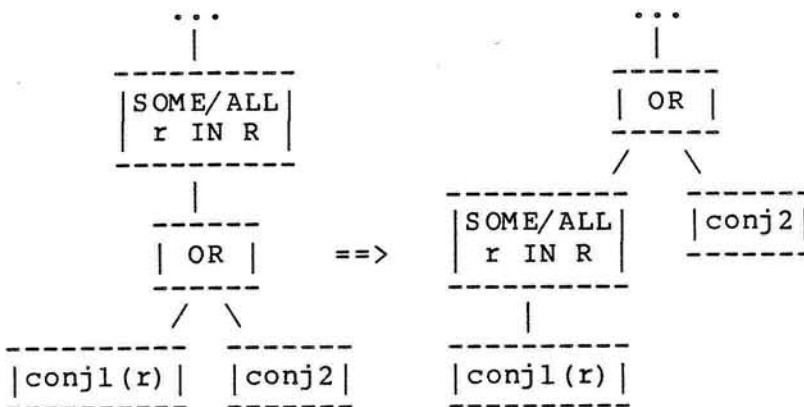 ... ...
SOME/ALL
r IN R
OR
OR ==>
SOME/ALL
r IN R
conj2
conj1(r) conj2 conj1(r)